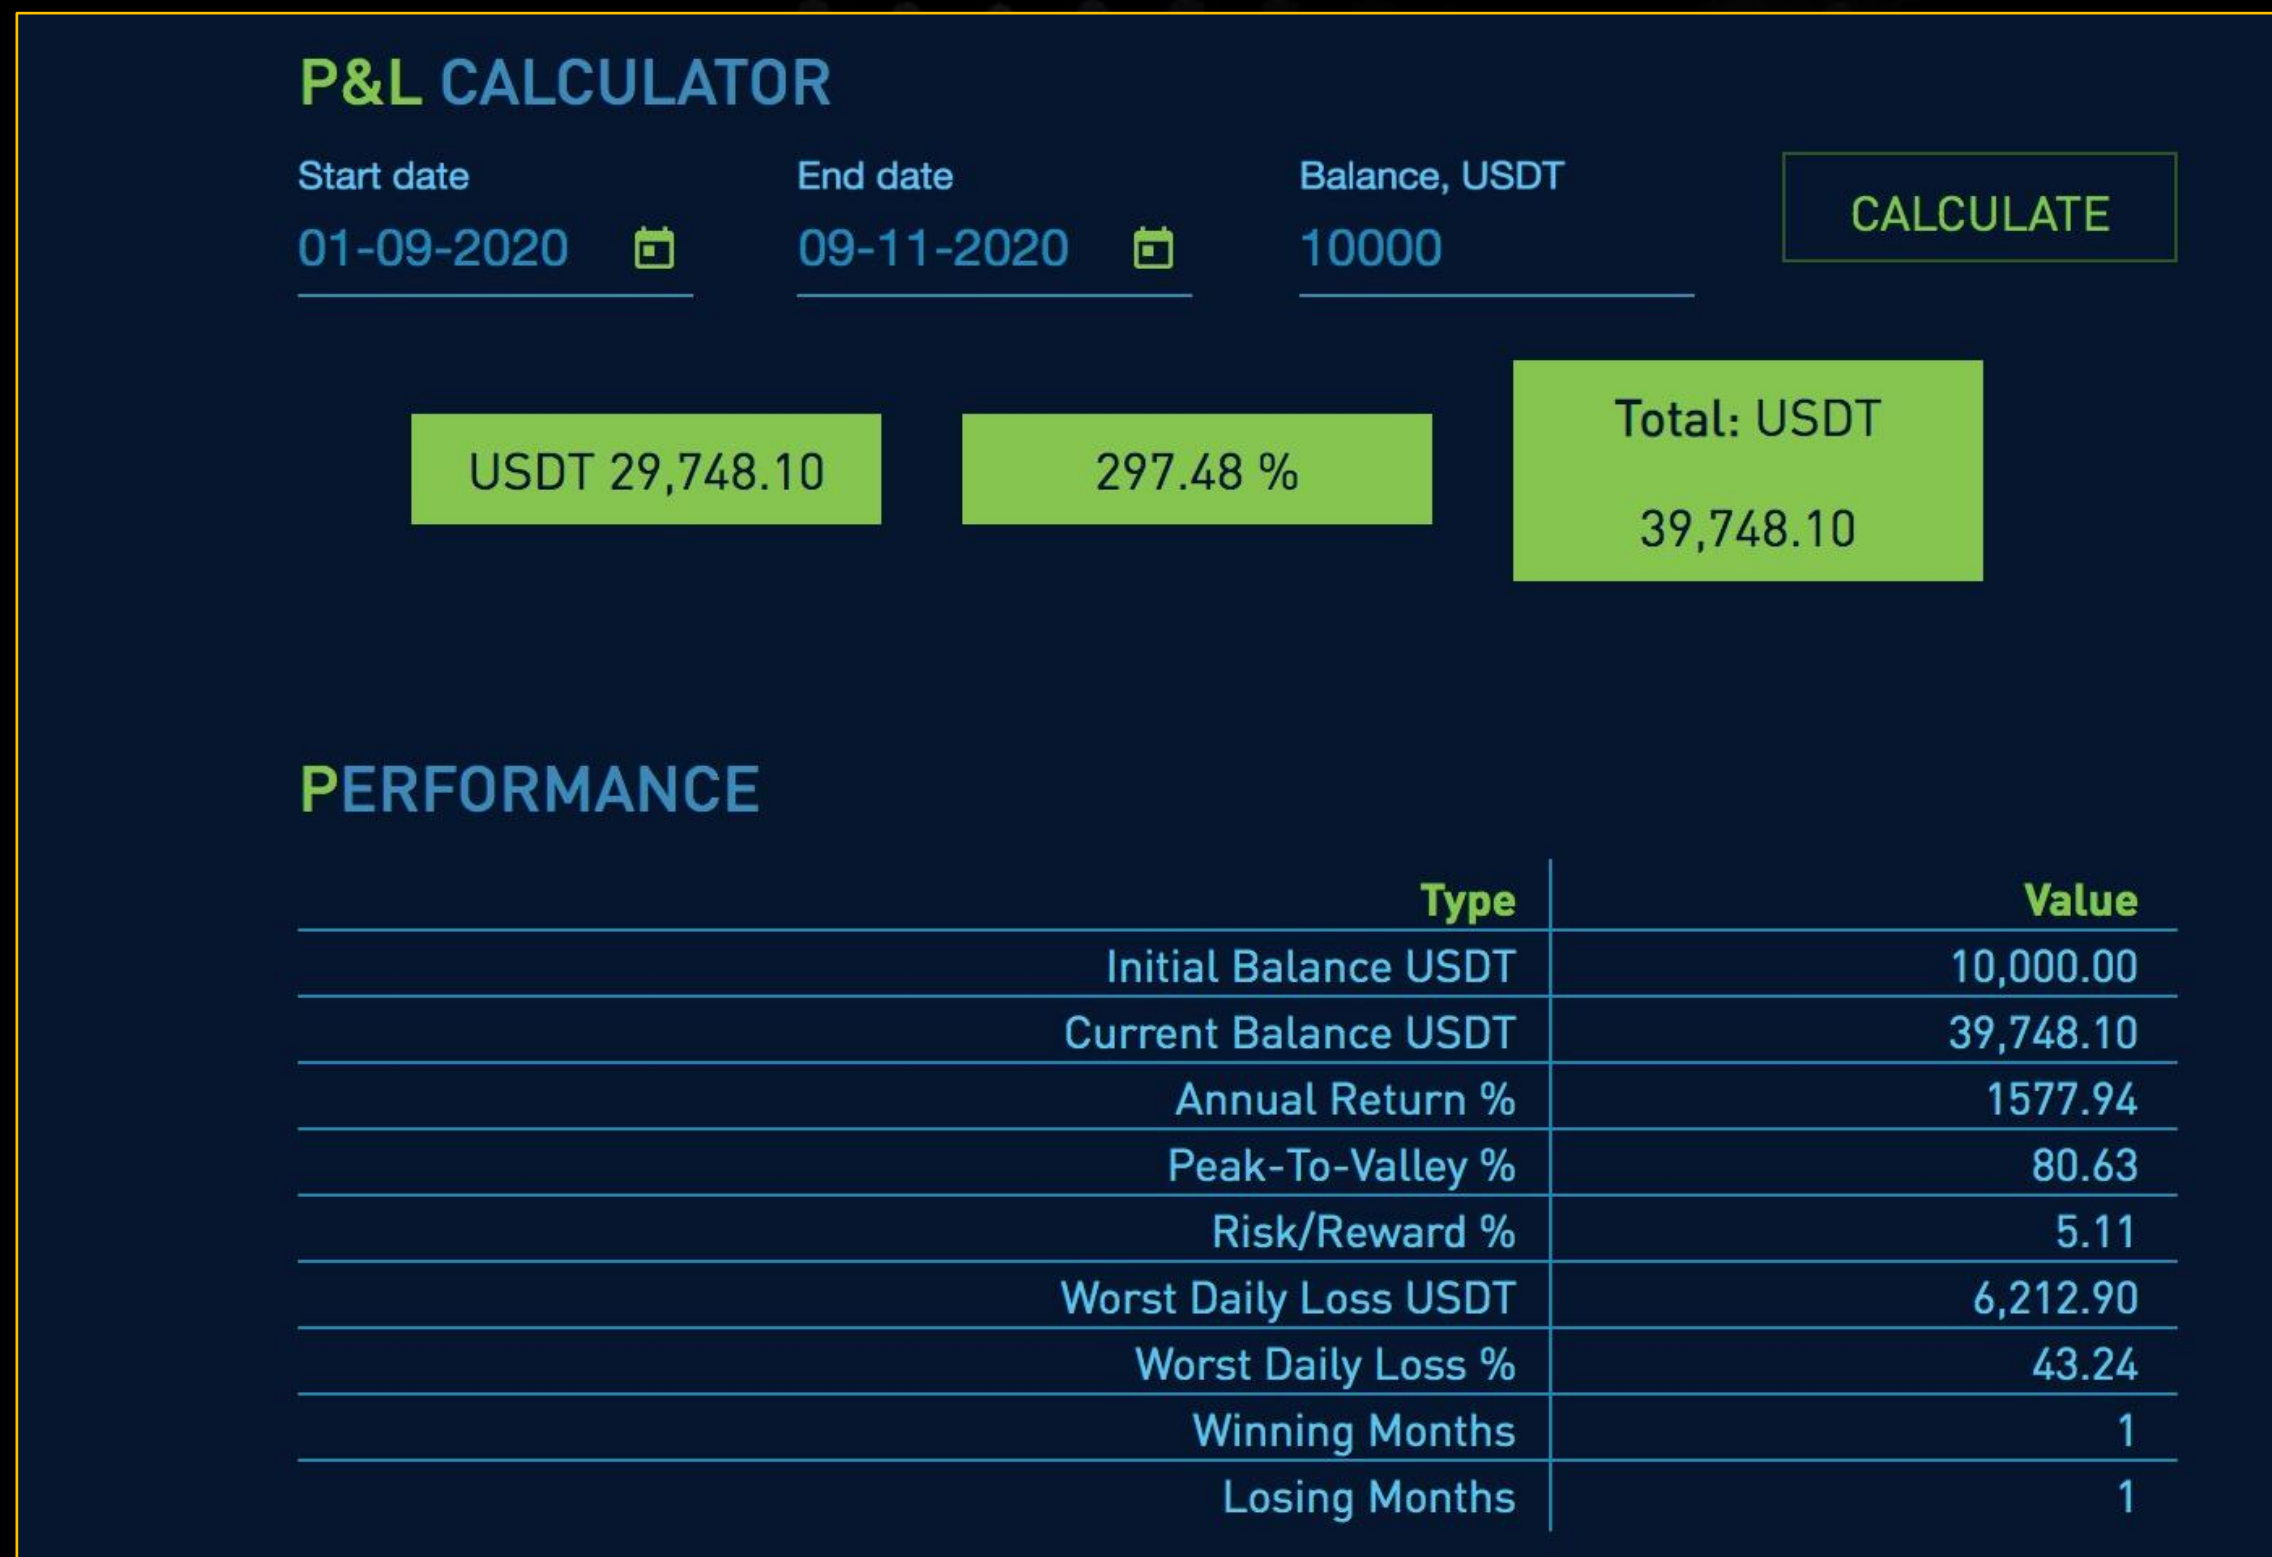 P&L CALCULATOR
Start date End date Balance, USDT
CALCULATE
01-09-2020 09-11-2020 10000
USDT 29,748.10
297.48 %
Total: USDT
39,748.10
PERFORMANCE
Type Value
Initial Balance USDT 10,000.00
Current Balance USDT 39,748.10
Annual Return % 1577.94
Peak-To-Valley % 80.63
Risk/Reward % 5.11
Worst Daily Loss USDT 6,212.90
Worst Daily Loss % 43.24
Winning Months 1
Losing Months 1